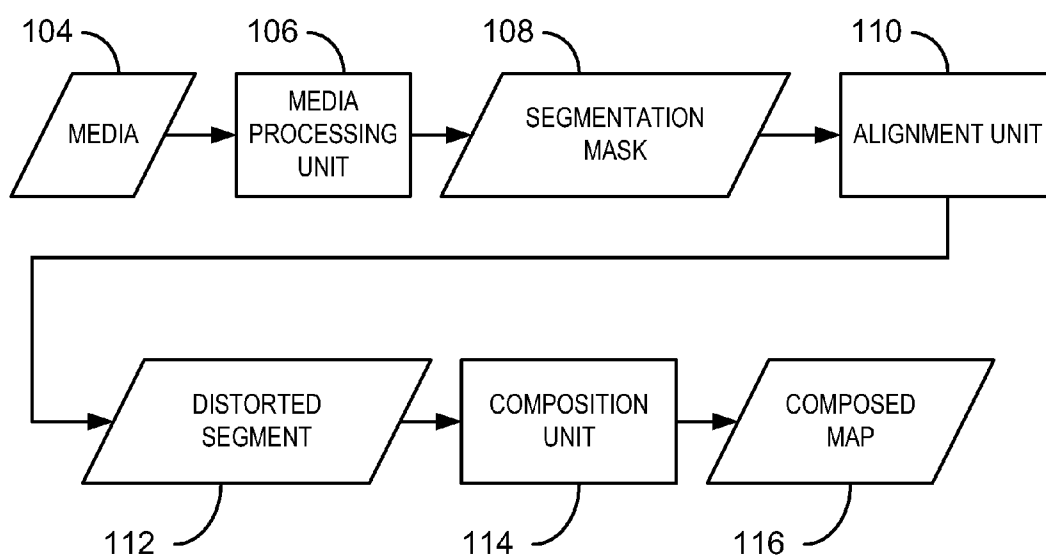 104
106
108
110
MEDIA
MEDIA
PROCESSING
UNIT
SEGMENTATION
MASK
ALIGNMENT UNIT
DISTORTED
SEGMENT
COMPOSITION
UNIT
COMPOSED
MAP
112
114
116